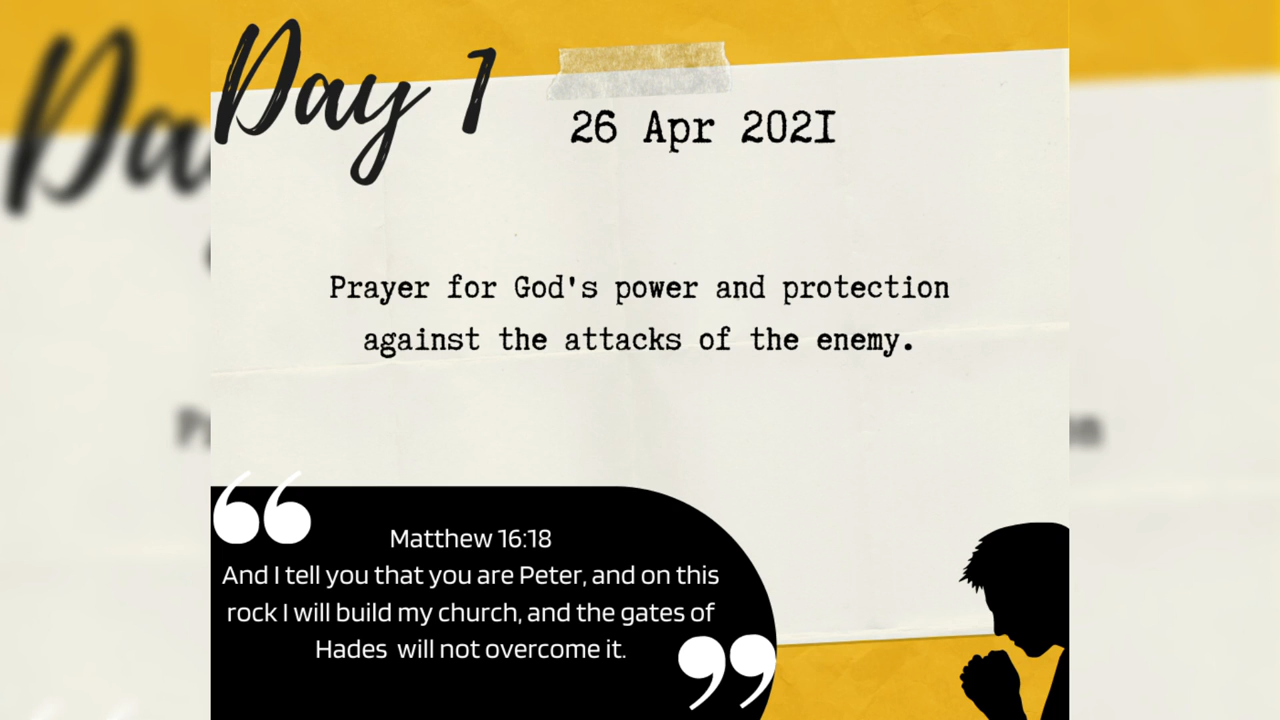 Day 1
26 Apr 2021
Prayer for God's power and protection
against the attacks of the enemy.
Matthew 16:18
And I tell you that you are Peter, and on this
rock I will build my church, and the gates of
Hades will not overcome it.